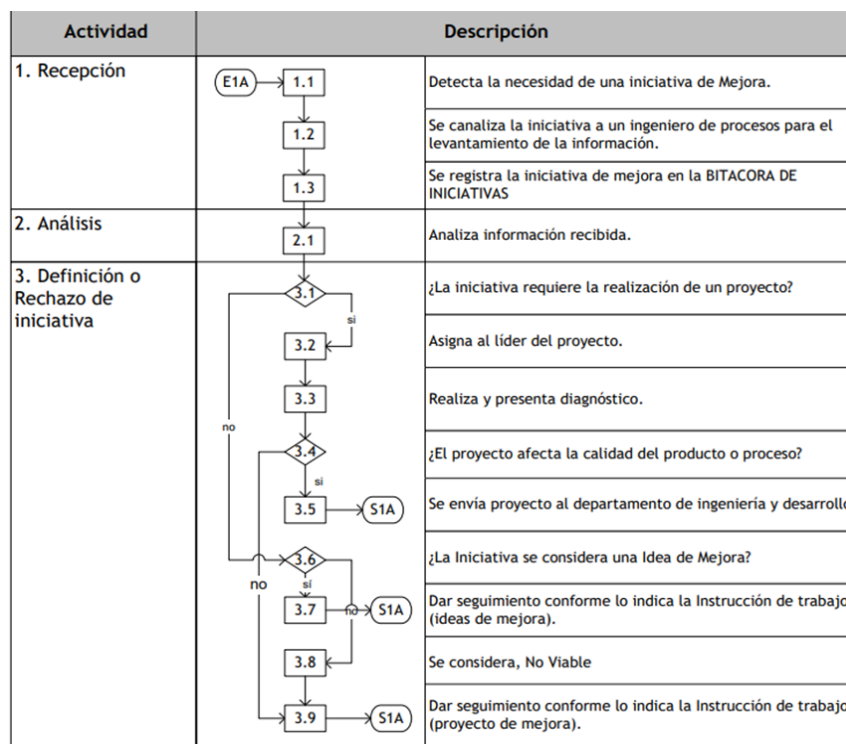 Actividad
Descripción
1. Recepción
E1A
1.1
Detecta la necesidad de una iniciativa de Mejora.
1.2
Se canaliza la iniciativa a un ingeniero de procesos para el
levantamiento de la información.
1.3
Se registra la iniciativa de mejora en la BITACORA DE
INICIATIVAS
2. Análisis
2.1
Analiza información recibida.
3. Definición o
Rechazo de
iniciativa
3.1
¿La iniciativa requiere la realización de un proyecto?
si
3.2
Asigna al líder del proyecto.
3.3
Realiza y presenta diagnóstico.
no
3.4
¿El proyecto afecta la calidad del producto o proceso?
si
3.5
S1A
Se envía proyecto al departamento de ingeniería y desarrollo
3.6
¿La Iniciativa se considera una Idea de Mejora?
no
sí
3.7
no
S1A
Dar seguimiento conforme lo indica la Instrucción de trabajo
(ideas de mejora).
3.8
Se considera, No Viable
3.9
S1A
Dar seguimiento conforme lo indica la Instrucción de trabajo
(proyecto de mejora).